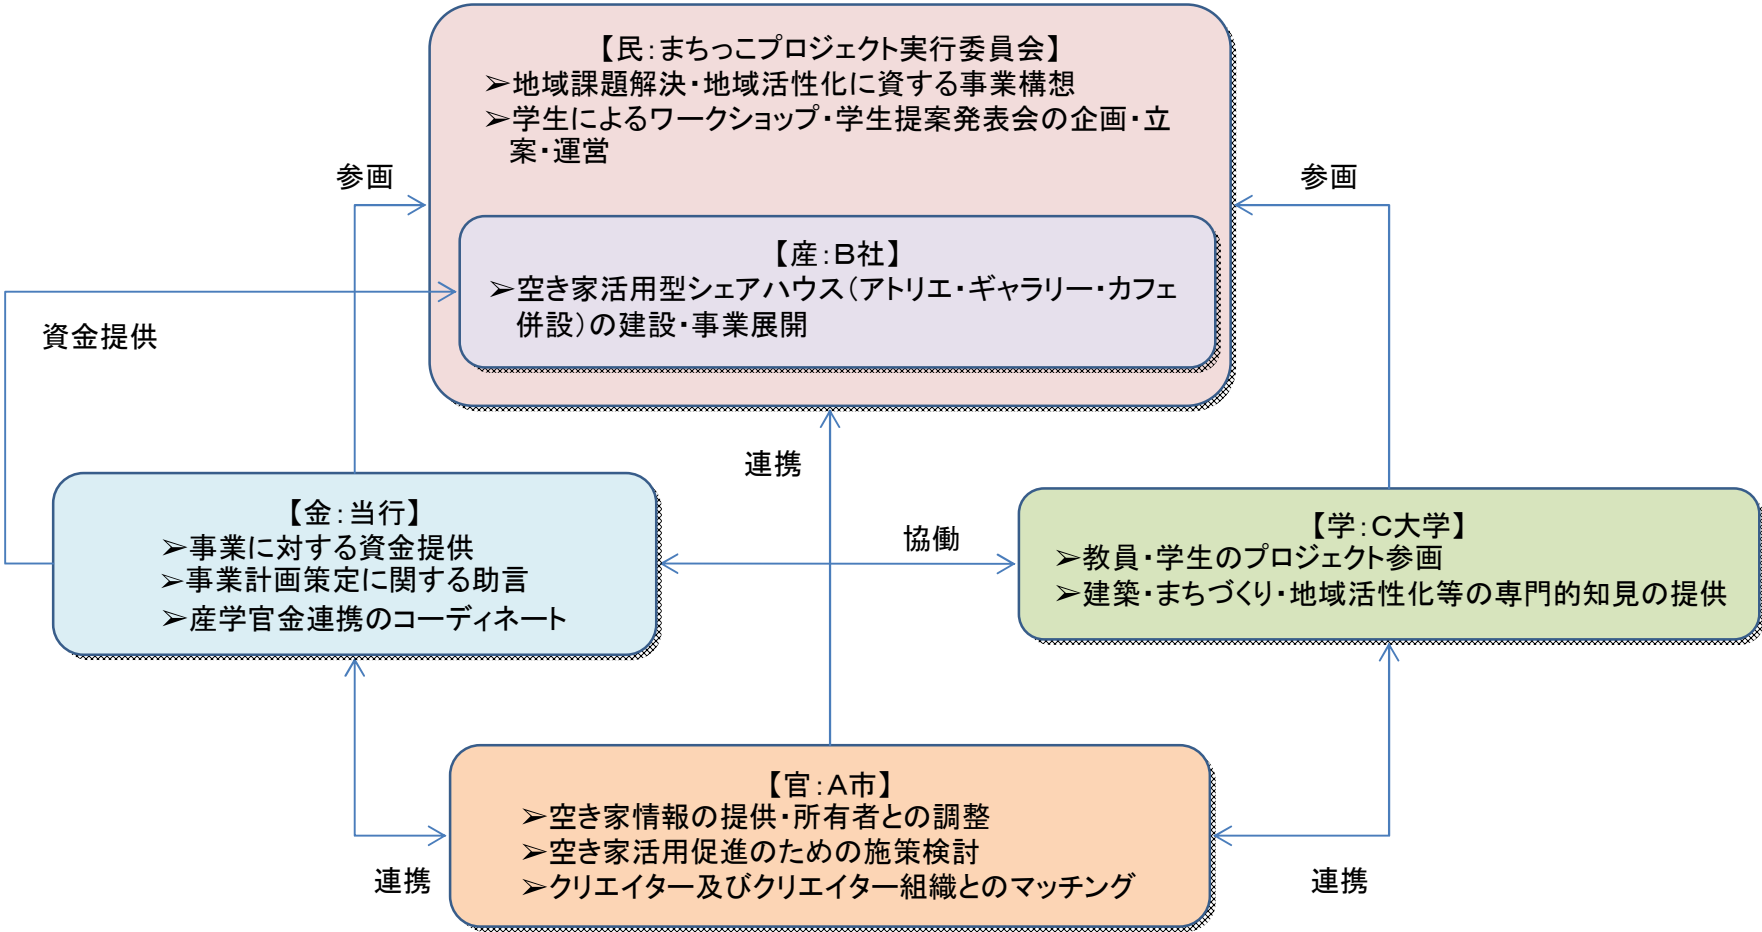 【民：まちっこプロジェクト実行委員会】
➢地域課題解決・地域活性化に資する事業構想
➢学生によるワークショップ・学生提案発表会の企画・立
案・運営
参画
参画
【産：Ｂ社】
➢空き家活用型シェアハウス（アトリエ・ギャラリー・カフェ
併設）の建設・事業展開
資金提供
連携
【金：当行】
➢事業に対する資金提供
➢事業計画策定に関する助言
➢産学官金連携のコーディネート
協働
【学：Ｃ大学】
➢教員・学生のプロジェクト参画
➢建築・まちづくり・地域活性化等の専門的知見の提供
【官：Ａ市】
➢空き家情報の提供・所有者との調整
➢空き家活用促進のための施策検討
➢クリエイター及びクリエイター組織とのマッチング
連携
連携